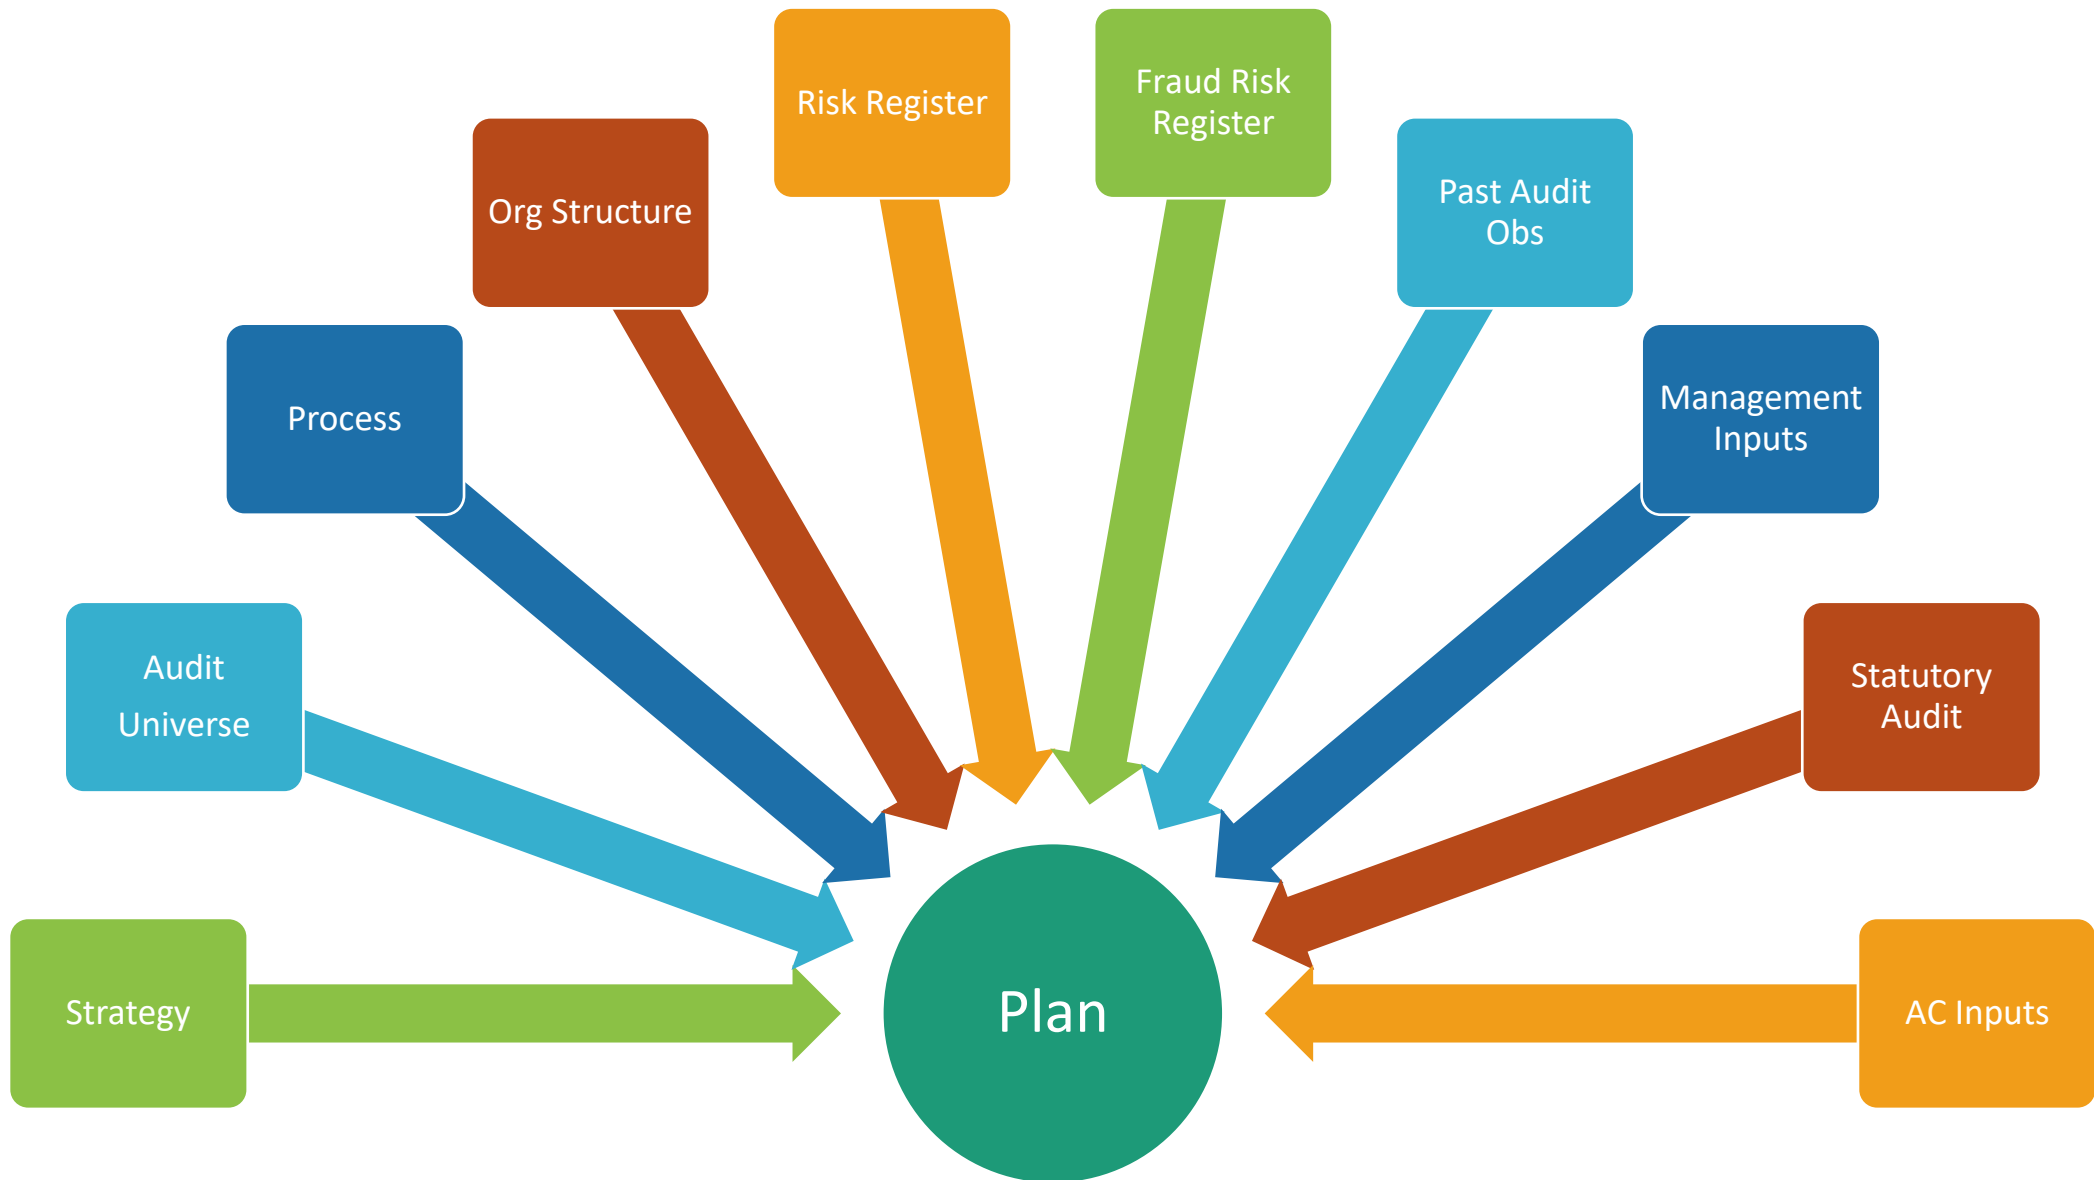 Risk Register
Fraud Risk
Register
Org Structure
Past Audit
Obs
Process
Management
Inputs
Audit
Universe
Statutory
Audit
Strategy
Plan
AC Inputs